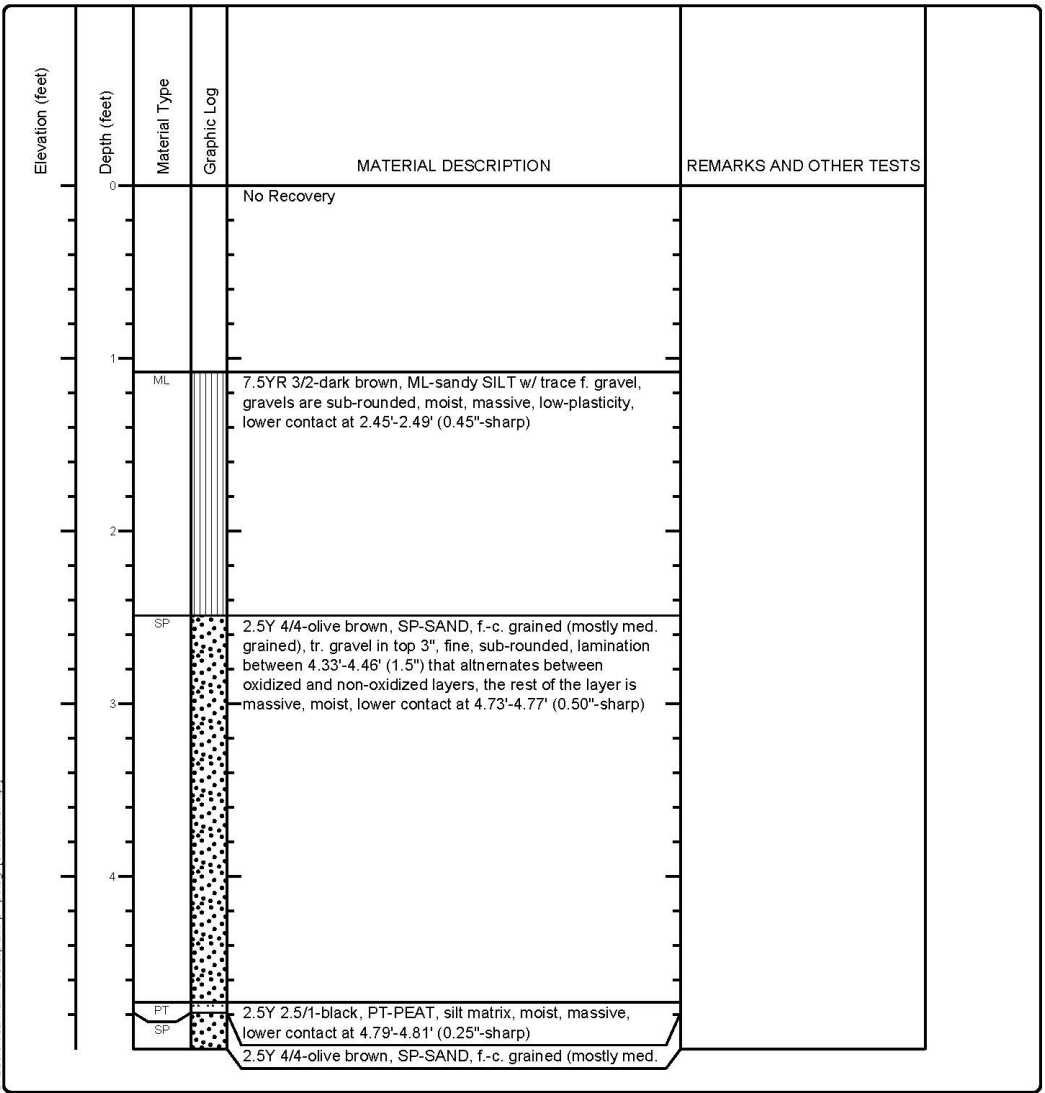 Elevation (feet)
Depth (feet)
Material Type
Graphic Log
MATERIAL DESCRIPTION
REMARKS AND OTHER TESTS
0
No Recovery
1
ML
7.5YR 3/2-dark brown, ML-sandy SILT w/ trace f. gravel,
gravels are sub-rounded, moist, massive, low-plasticity,
lower contact at 2.45'-2.49' (0.45"-sharp)
2
SP
2.5Y 4/4-olive brown, SP-SAND, f.-c. grained (mostly med.
grained), tr. gravel in top 3", fine, sub-rounded, lamination
between 4.33'-4.46' (1.5") that altnernates between
oxidized and non-oxidized layers, the rest of the layer is
massive, moist, lower contact at 4.73'-4.77' (0.50"-sharp)
3
4
PT
2.5Y 2.5/1-black, PT-PEAT, silt matrix, moist, massive,
lower contact at 4.79'-4.81' (0.25"-sharp)
SP
2.5Y 4/4-olive brown, SP-SAND, f.-c. grained (mostly med.